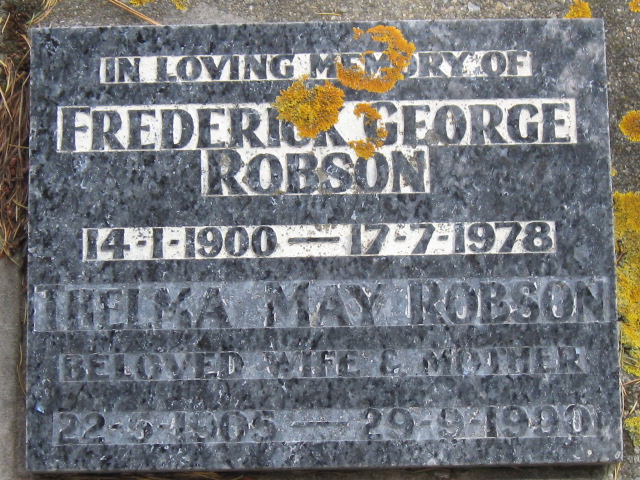 IN LOVING MEMORY OF
FREDERICK GEORGE
ROBSON
14-1-1900 — 17-7-1978
THELMA MAY ROBSON
BELOVED WIFE & MOTHER
— 29-9-1990